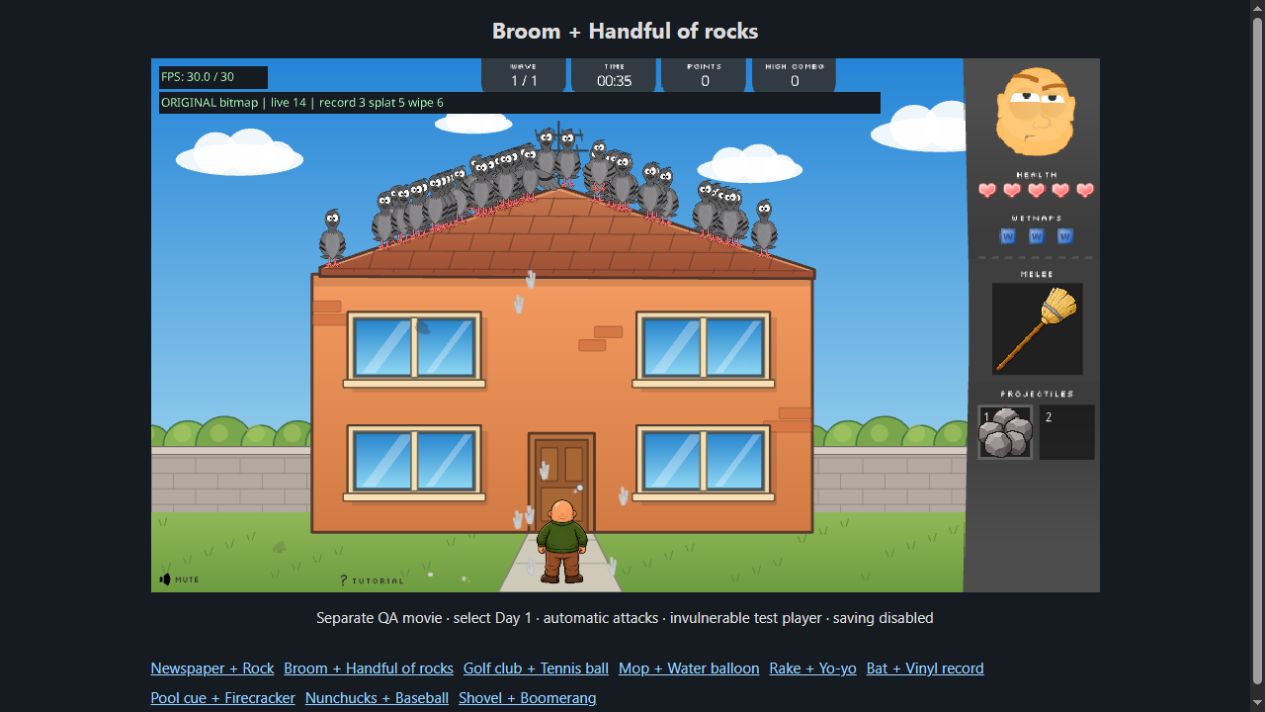 Broom + Handful of rocks
FPS: 30.0 / 30
WAVE
1 / 1
TIME
00:35
POINTS
0
HIGH COMBO
0
ORIGINAL bitmap | live 14 | record 3 splat 5 wipe 6
HEALTH
WETNAPS
W W W
MELEE
PROJECTILES
1 2
MUTE
? TUTORIAL
Separate QA movie · select Day 1 · automatic attacks · invulnerable test player · saving disabled
Newspaper + Rock Broom + Handful of rocks Golf club + Tennis ball Mop + Water balloon Rake + Yo-yo Bat + Vinyl record
Pool cue + Firecracker Nunchucks + Baseball Shovel + Boomerang